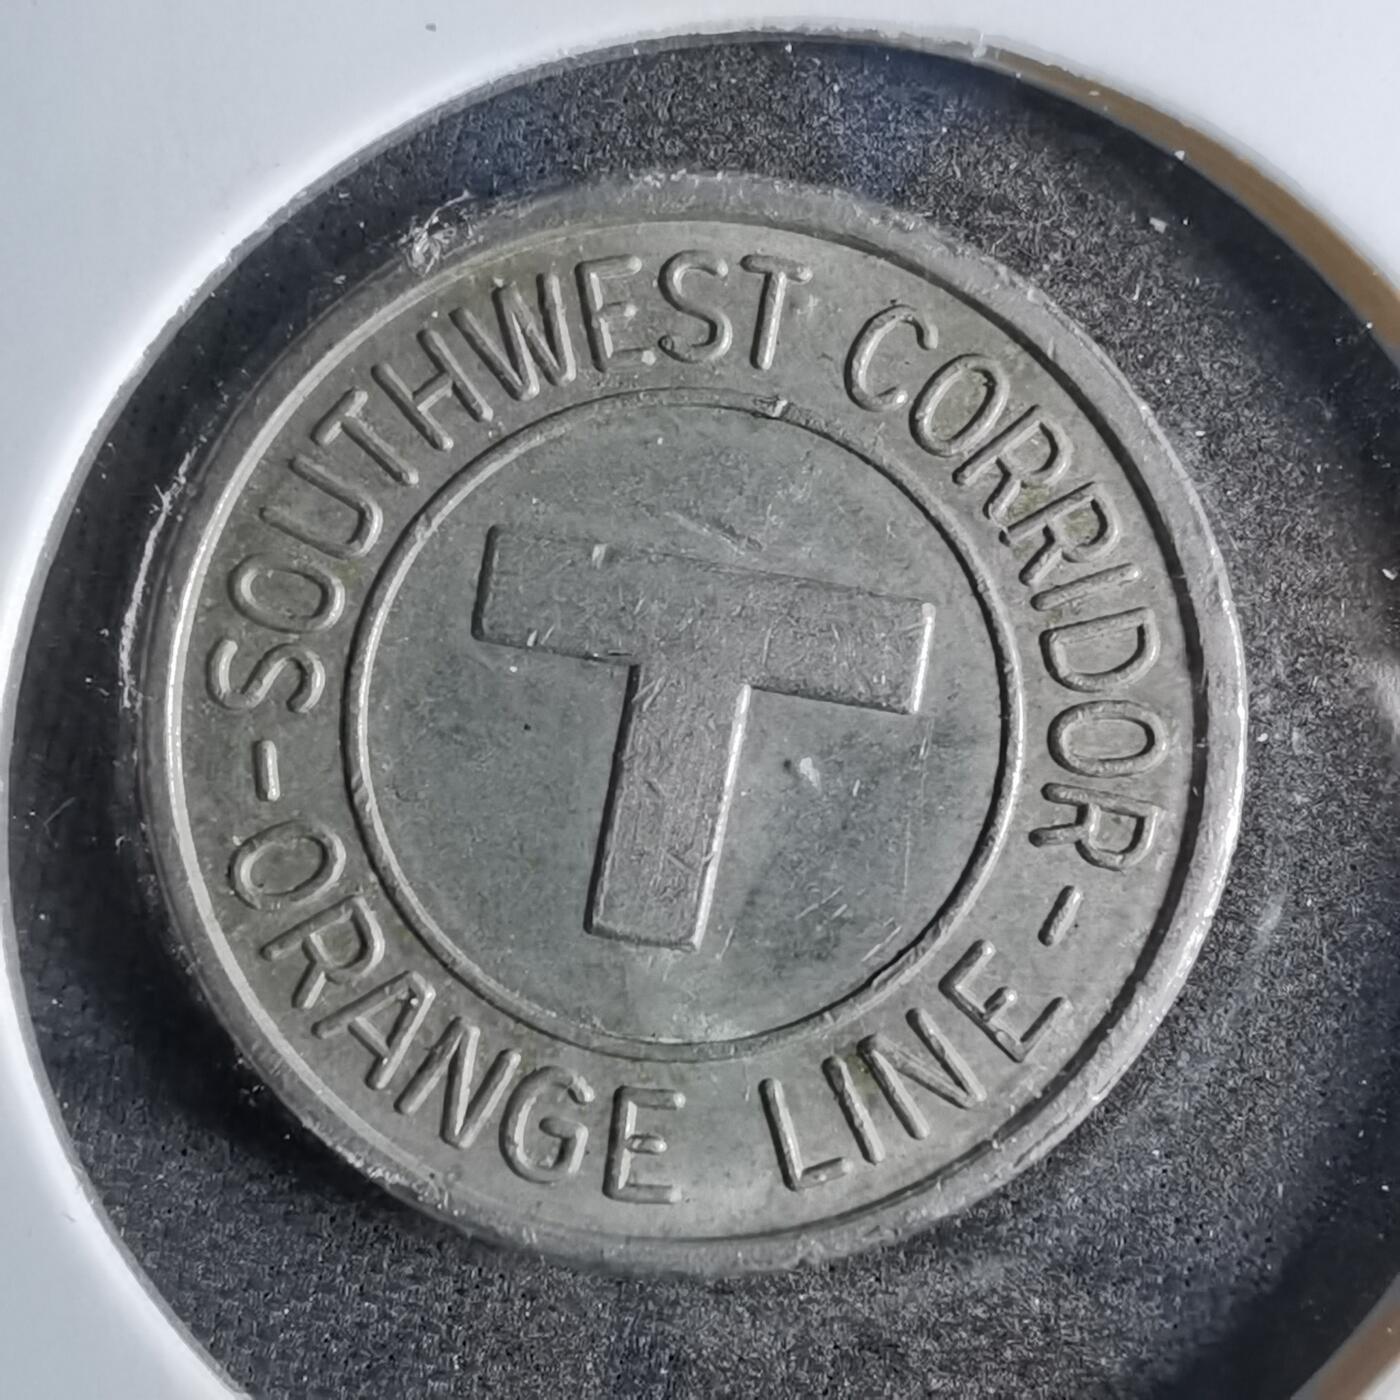 SOUTHWEST CORRIDOR
T
- ORANGE LINE -